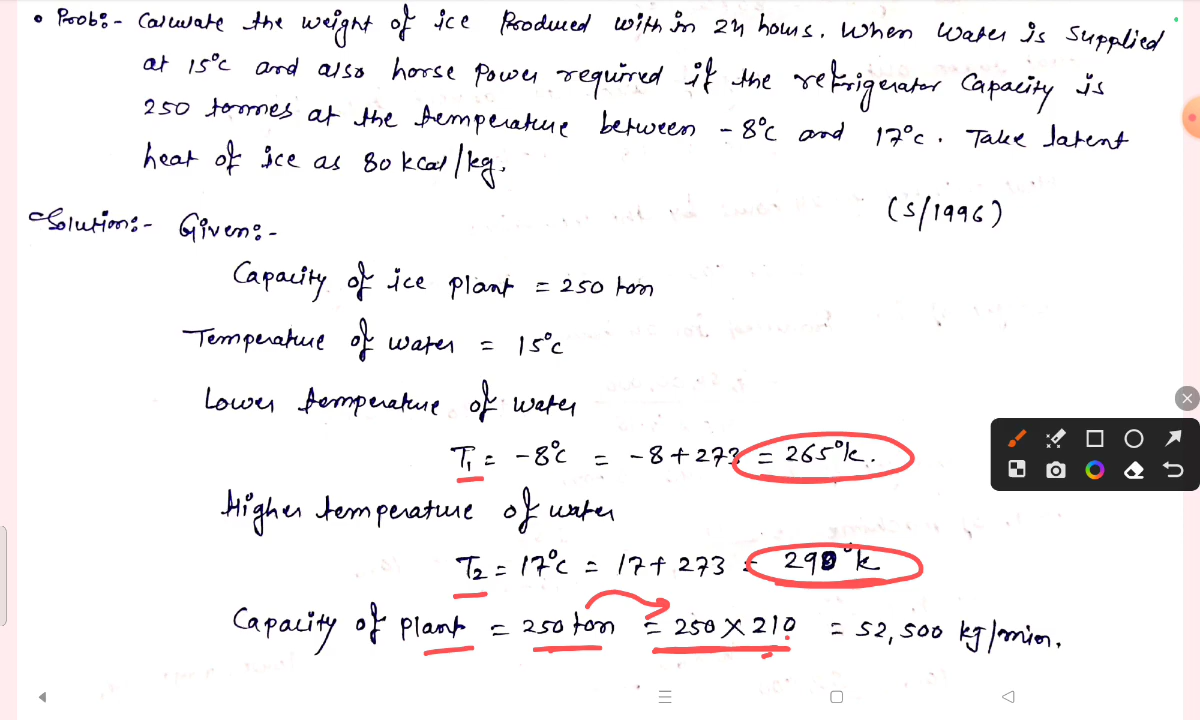 • Prob:- Calculate the weight of ice Produced with in 24 hours. When water is supplied
at 15°c and also horse power required if the refrigerator Capacity is
250 tonnes at the temperature between -8°c and 17°c. Take latent
heat of ice as 80 kcal/kg.
(S/1996)
Solution:- Given:-
Capacity of ice plant = 250 ton
Temperature of water = 15°c
Lower temperature of water
T1 = -8°c = -8+273 = 265°k.
Higher temperature of water
T2 = 17°c = 17+273 = 290°k
Capacity of plant = 250 ton = 250 X 210 = 52,500 kJ/min.